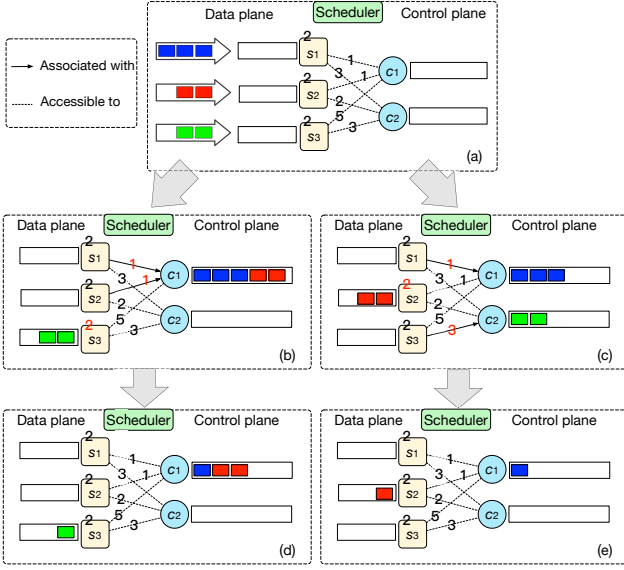 Data plane Scheduler Control plane
Associated with
Accessible to
2 S1 1
3 1 C1
2 S2 2
5 C2
2 S3 3
(a)
Data plane Scheduler Control plane
2 S1 1
3 1 C1
2 S2 2
5 C2
2 S3 3
(b)
Data plane Scheduler Control plane
2 S1 1
3 1 C1
2 S2 2
5 C2
2 S3 3
(c)
Data plane Scheduler Control plane
2 S1 1
3 1 C1
2 S2 2
5 C2
2 S3 3
(d)
Data plane Scheduler Control plane
2 S1 1
3 1 C1
2 S2 2
5 C2
2 S3 3
(e)